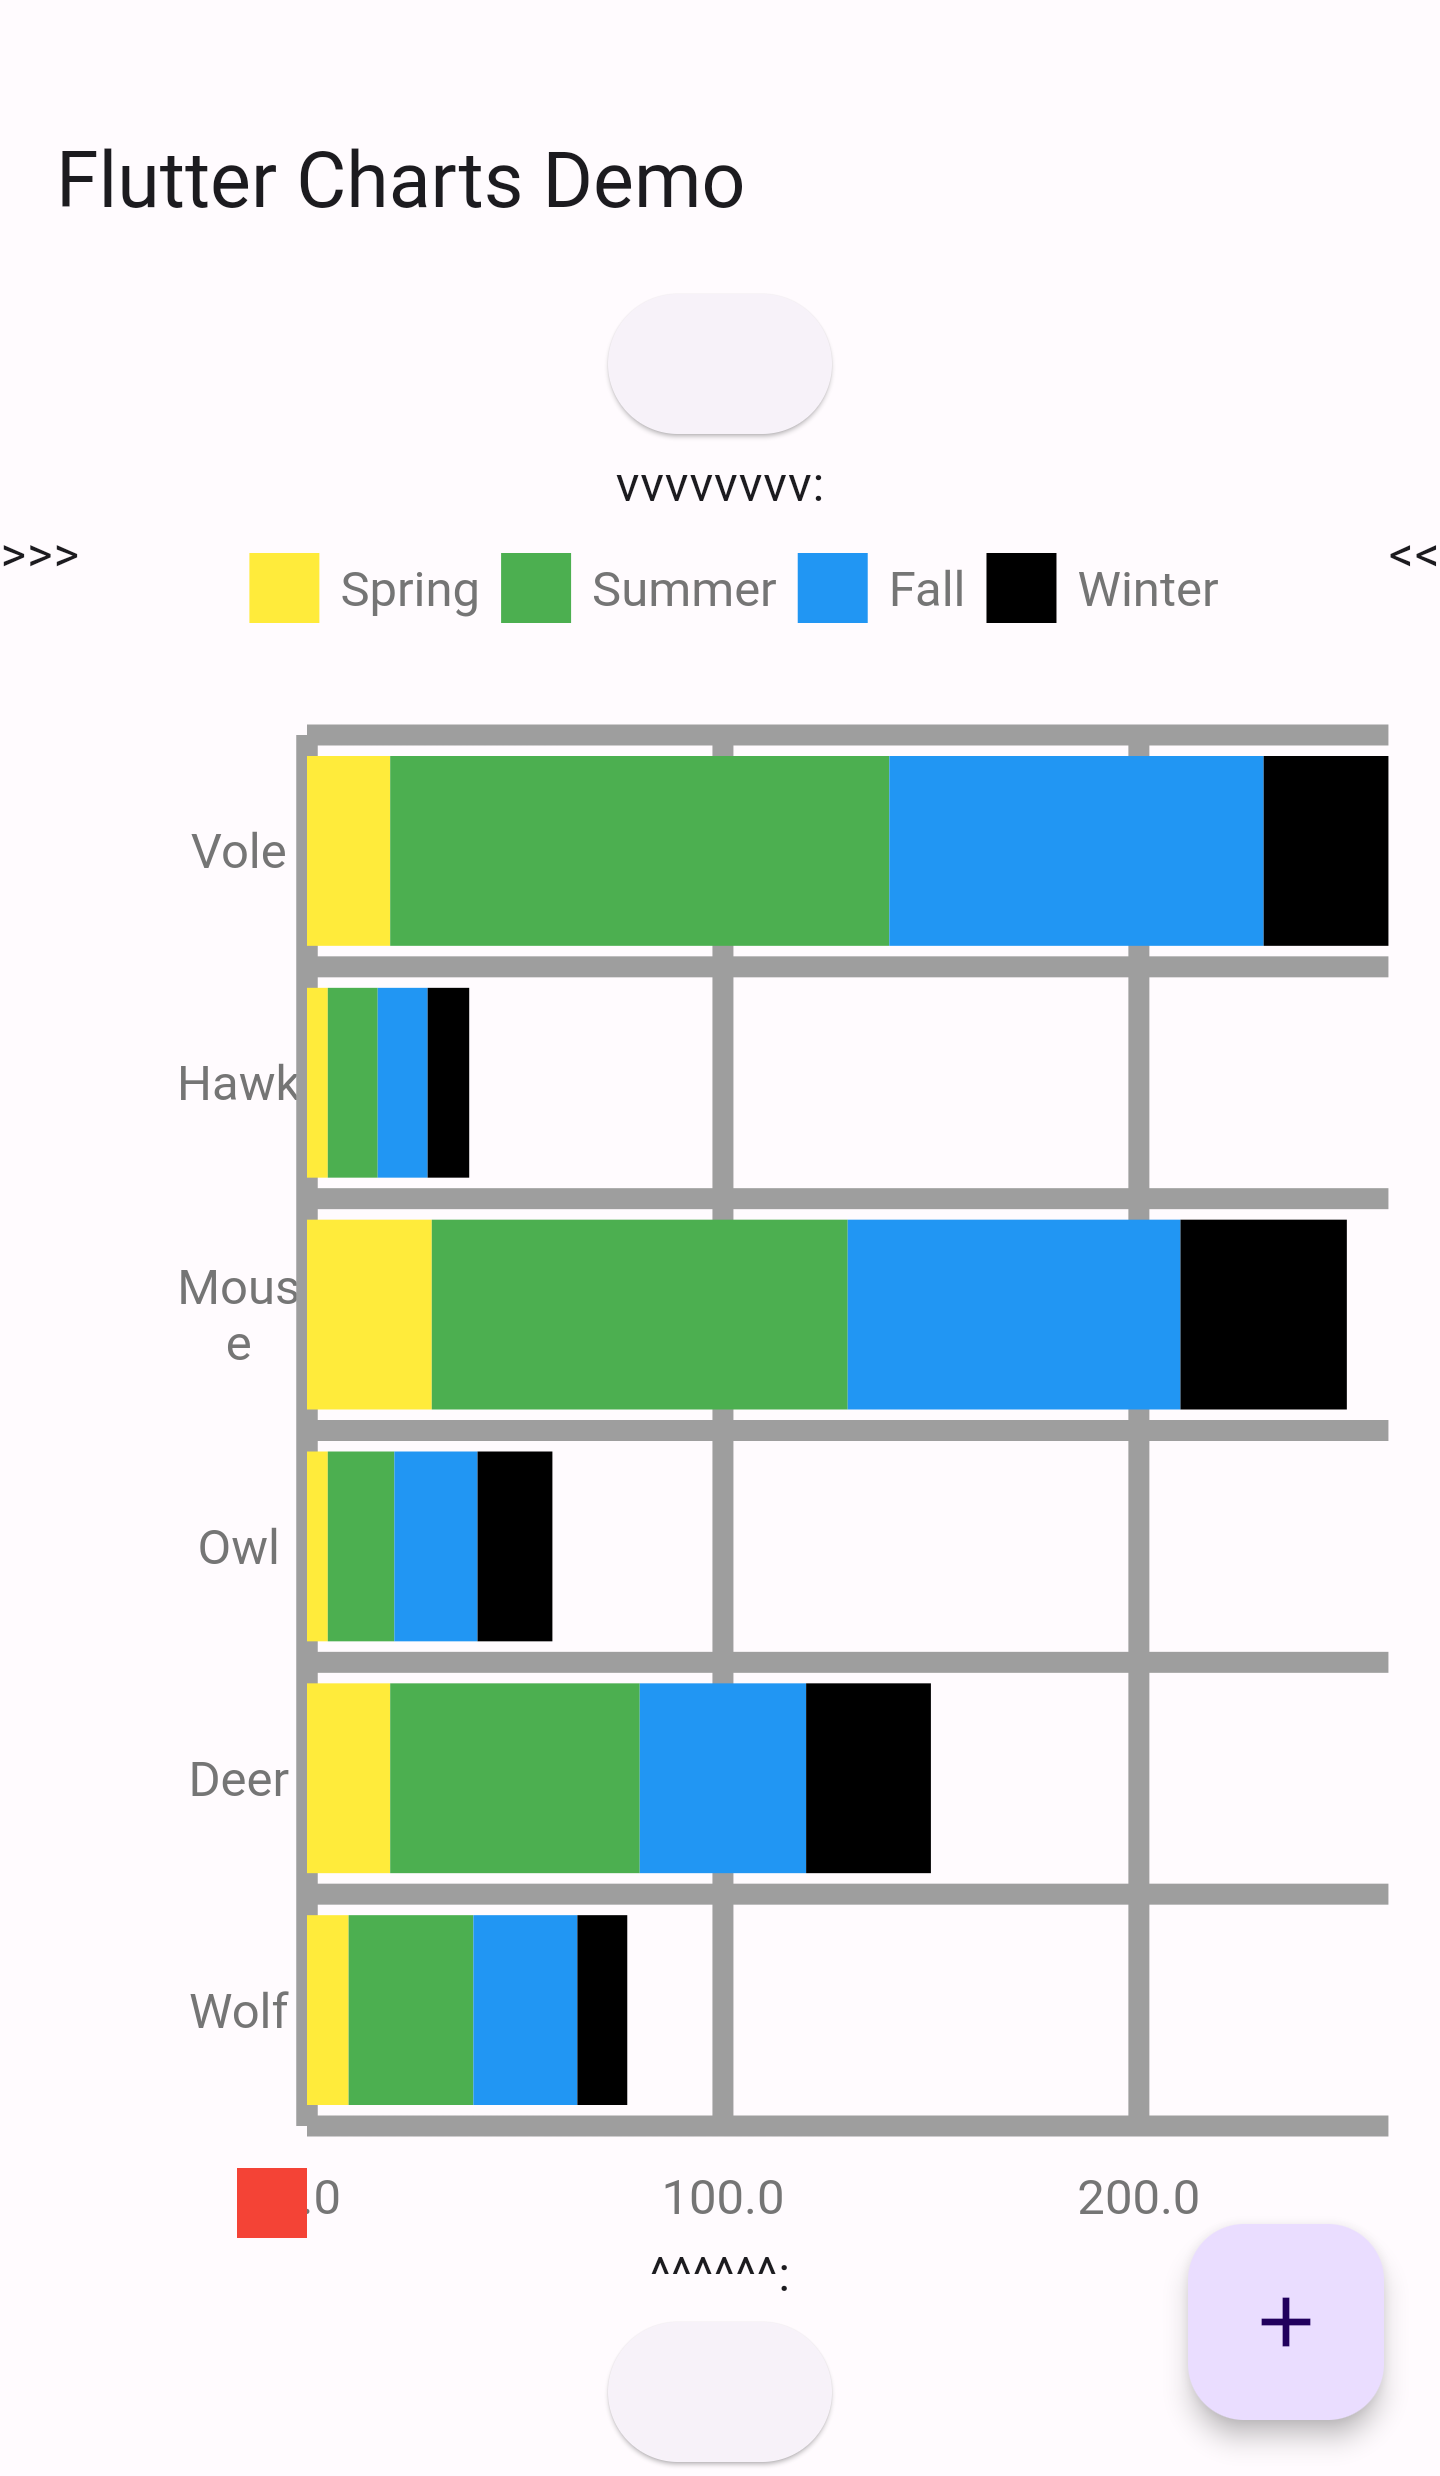 Flutter Charts Demo
vvvvvvvv:
>>> <<
Spring Summer Fall Winter
Vole
Hawk
Mous
e
Owl
Deer
Wolf
.0 100.0 200.0
^^^^^^:
+